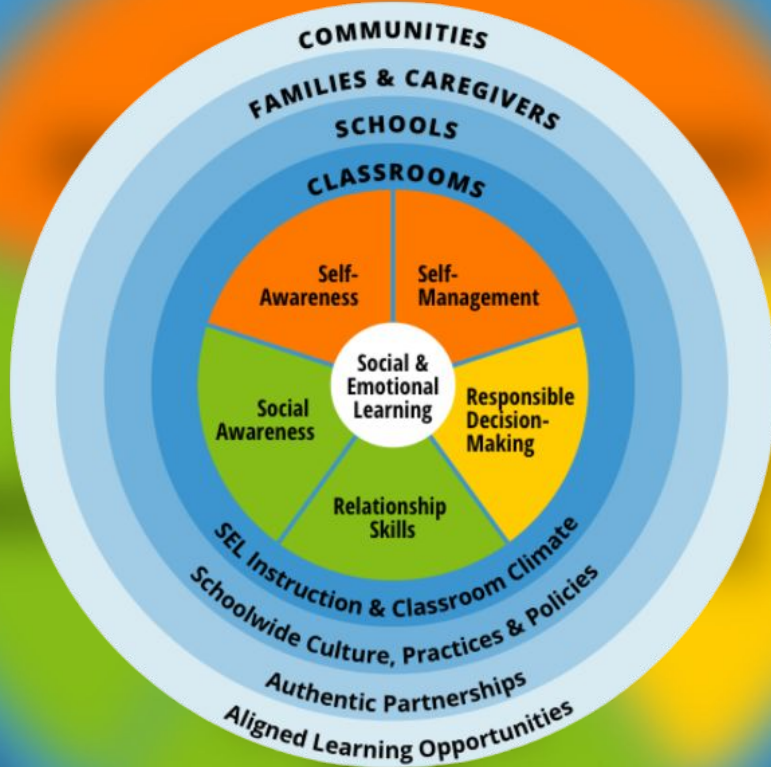 COMMUNITIES
FAMILIES & CAREGIVERS
SCHOOLS
CLASSROOMS
Self-
Awareness
Self-
Management
Social &
Emotional
Learning
Social
Awareness
Responsible
Decision-
Making
Relationship
Skills
SEL Instruction & Classroom Climate
Schoolwide Culture, Practices & Policies
Authentic Partnerships
Aligned Learning Opportunities